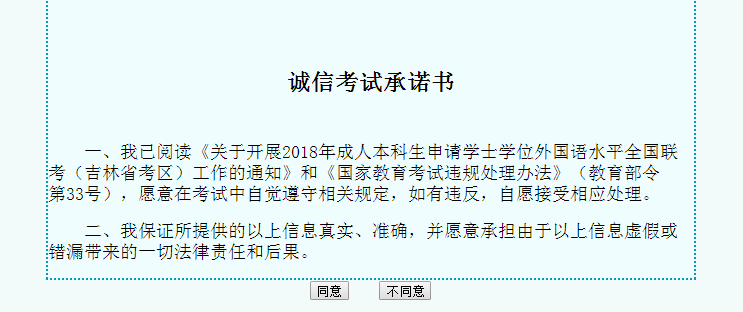 诚信考试承诺书
一、我已阅读《关于开展2018年成人本科生申请学士学位外国语水平全国联
考（吉林省考区）工作的通知》和《国家教育考试违规处理办法》（教育部令
第33号），愿意在考试中自觉遵守相关规定，如有违反，自愿接受相应处理。
二、我保证所提供的以上信息真实、准确，并愿意承担由于以上信息虚假或
错漏带来的一切法律责任和后果。
同意 不同意